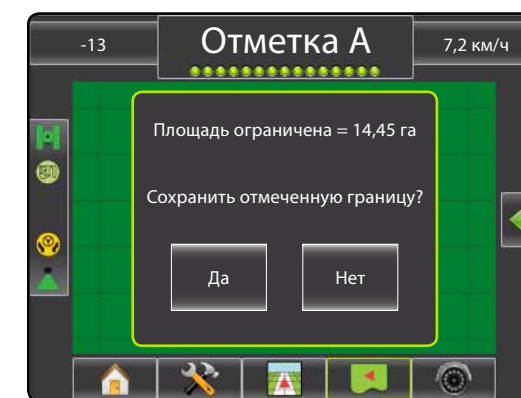 -13
Отметка А
7,2 км/ч
Площадь ограничена = 14,45 га
Сохранить отмеченную границу?
Да
Нет